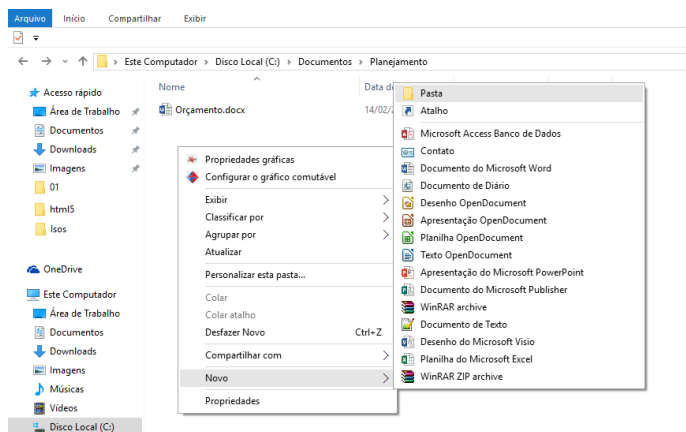 Arquivo Início Compartilhar Exibir
Este Computador > Disco Local (C:) > Documentos > Planejamento
Nome
Data de
Acesso rápido
Área de Trabalho
Documentos
Downloads
Imagens
01
html5
Isos
OneDrive
Este Computador
Área de Trabalho
Documentos
Downloads
Imagens
Músicas
Vídeos
Disco Local (C:)
Orçamento.docx
14/02/
Propriedades gráficas
Configurar o gráfico comutável
Exibir
Classificar por
Agrupar por
Atualizar
Personalizar esta pasta...
Colar
Colar atalho
Desfazer Novo Ctrl+Z
Compartilhar com
Novo
Propriedades
Pasta
Atalho
Microsoft Access Banco de Dados
Contato
Documento do Microsoft Word
Documento de Diário
Desenho OpenDocument
Apresentação OpenDocument
Planilha OpenDocument
Texto OpenDocument
Apresentação do Microsoft PowerPoint
Documento do Microsoft Publisher
WinRAR archive
Documento de Texto
Desenho do Microsoft Visio
Planilha do Microsoft Excel
WinRAR ZIP archive